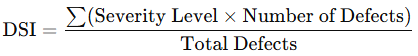 DSI = ∑(Severity Level × Number of Defects) / Total Defects